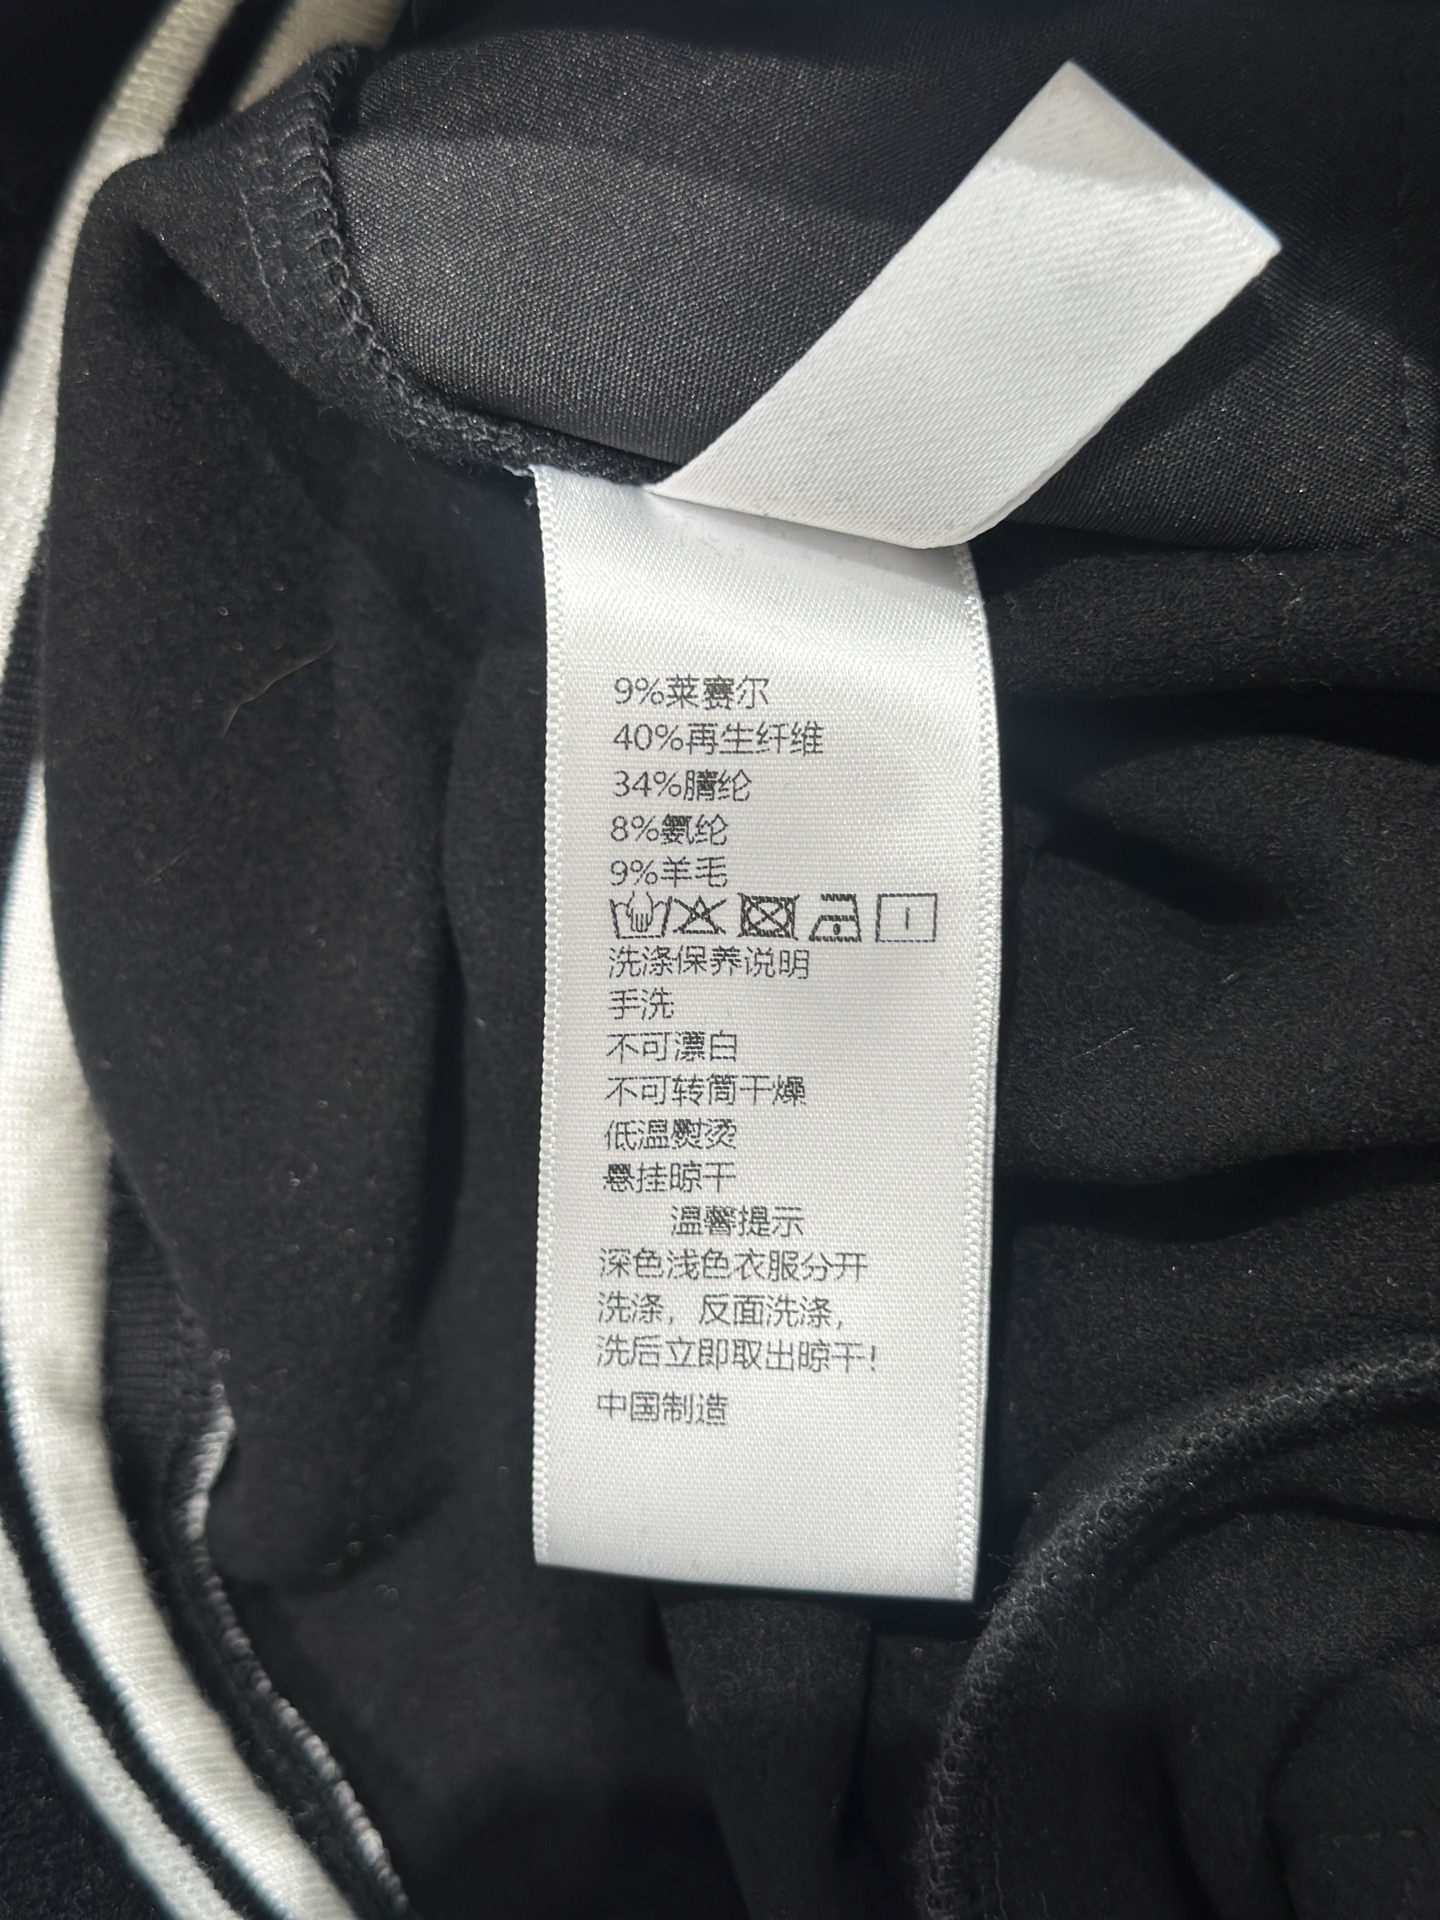 9%莱赛尔
40%再生纤维
34%腈纶
8%氨纶
9%羊毛
洗涤保养说明
手洗
不可漂白
不可转筒干燥
低温熨烫
悬挂晾干
温馨提示
深色浅色衣服分开
洗涤，反面洗涤，
洗后立即取出晾干！
中国制造